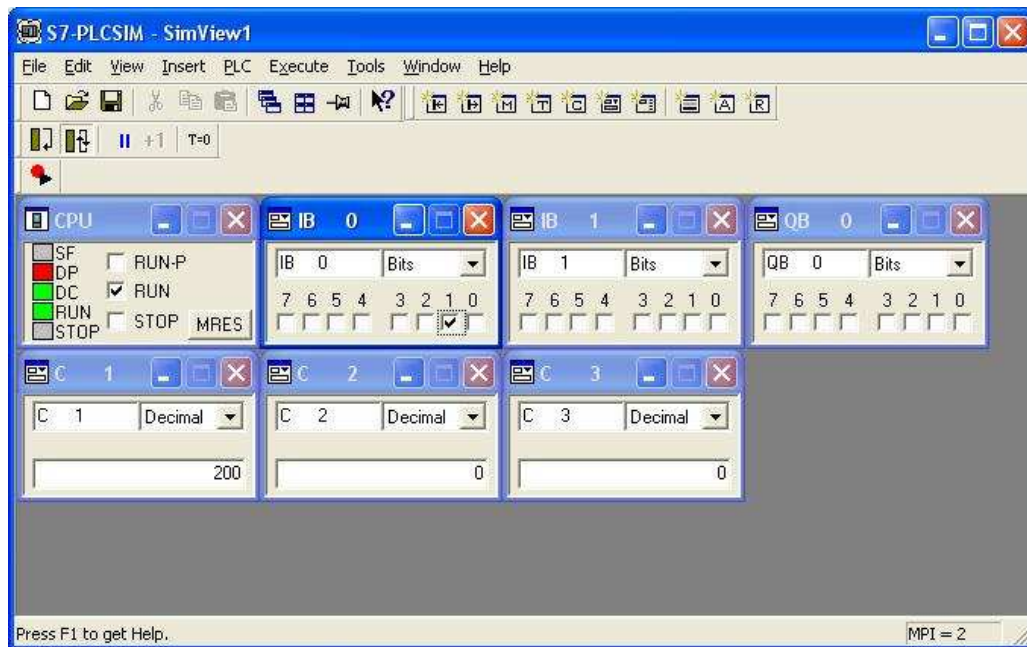 S7-PLCSIM - SimView1
File Edit View Insert PLC Execute Tools Window Help
+1 T=0
CPU
SF
DP
DC
RUN
STOP
RUN-P
RUN
STOP MRES
IB 0
IB 0 Bits
7 6 5 4 3 2 1 0
IB 1
IB 1 Bits
7 6 5 4 3 2 1 0
QB 0
QB 0 Bits
7 6 5 4 3 2 1 0
C 1
C 1 Decimal
200
C 2
C 2 Decimal
0
C 3
C 3 Decimal
0
Press F1 to get Help.
MPI = 2